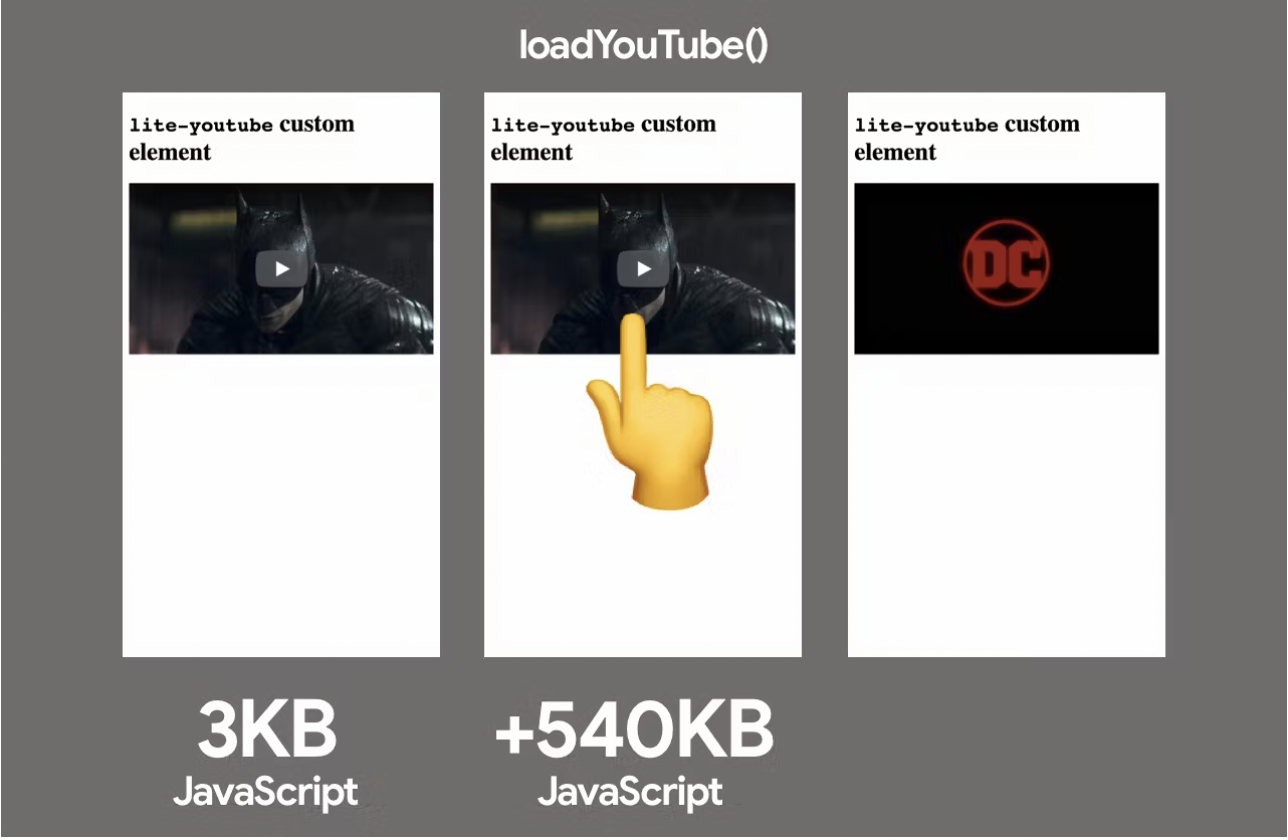 loadYouTube()
lite-youtube custom
element
lite-youtube custom
element
lite-youtube custom
element
DC
3KB
JavaScript
+540KB
JavaScript